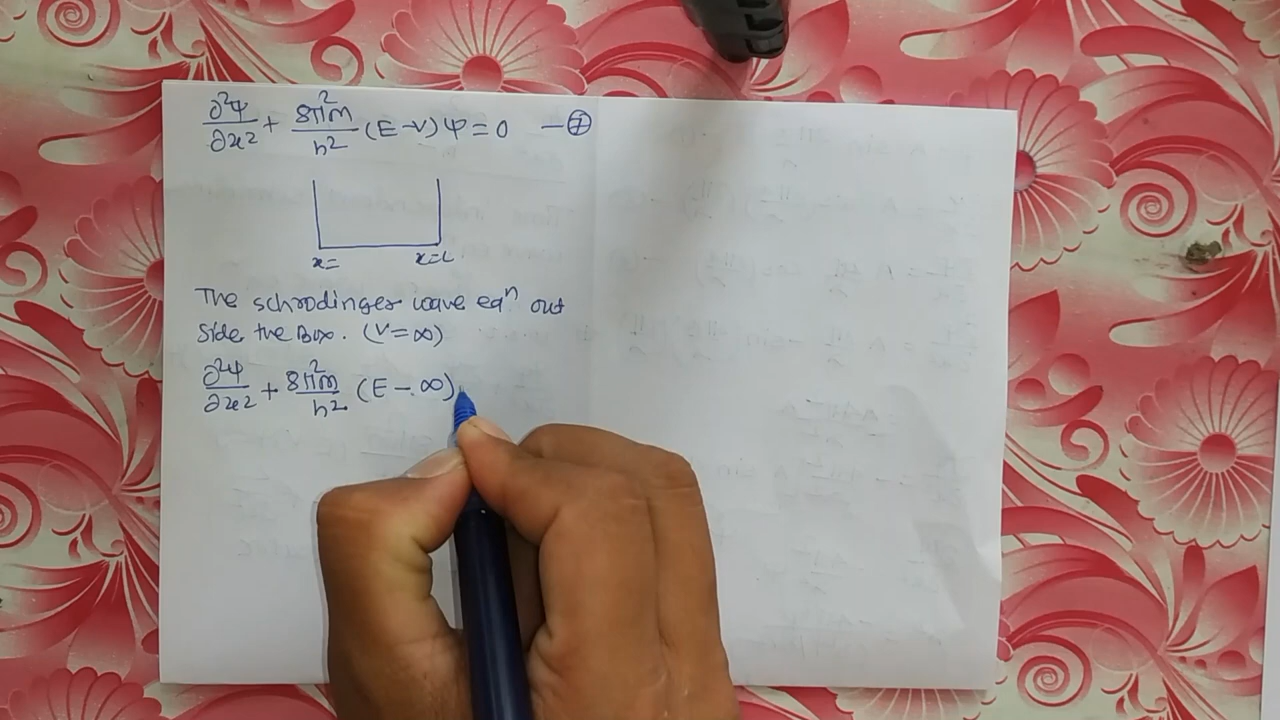 ∂²ψ/∂x² + 8π²m/h² (E-V) ψ = 0 — ⑦
x= x=L
The schrodinger wave eqⁿ out
side the Box. (V=∞)
∂²ψ/∂x² + 8π²m/h² (E-∞)